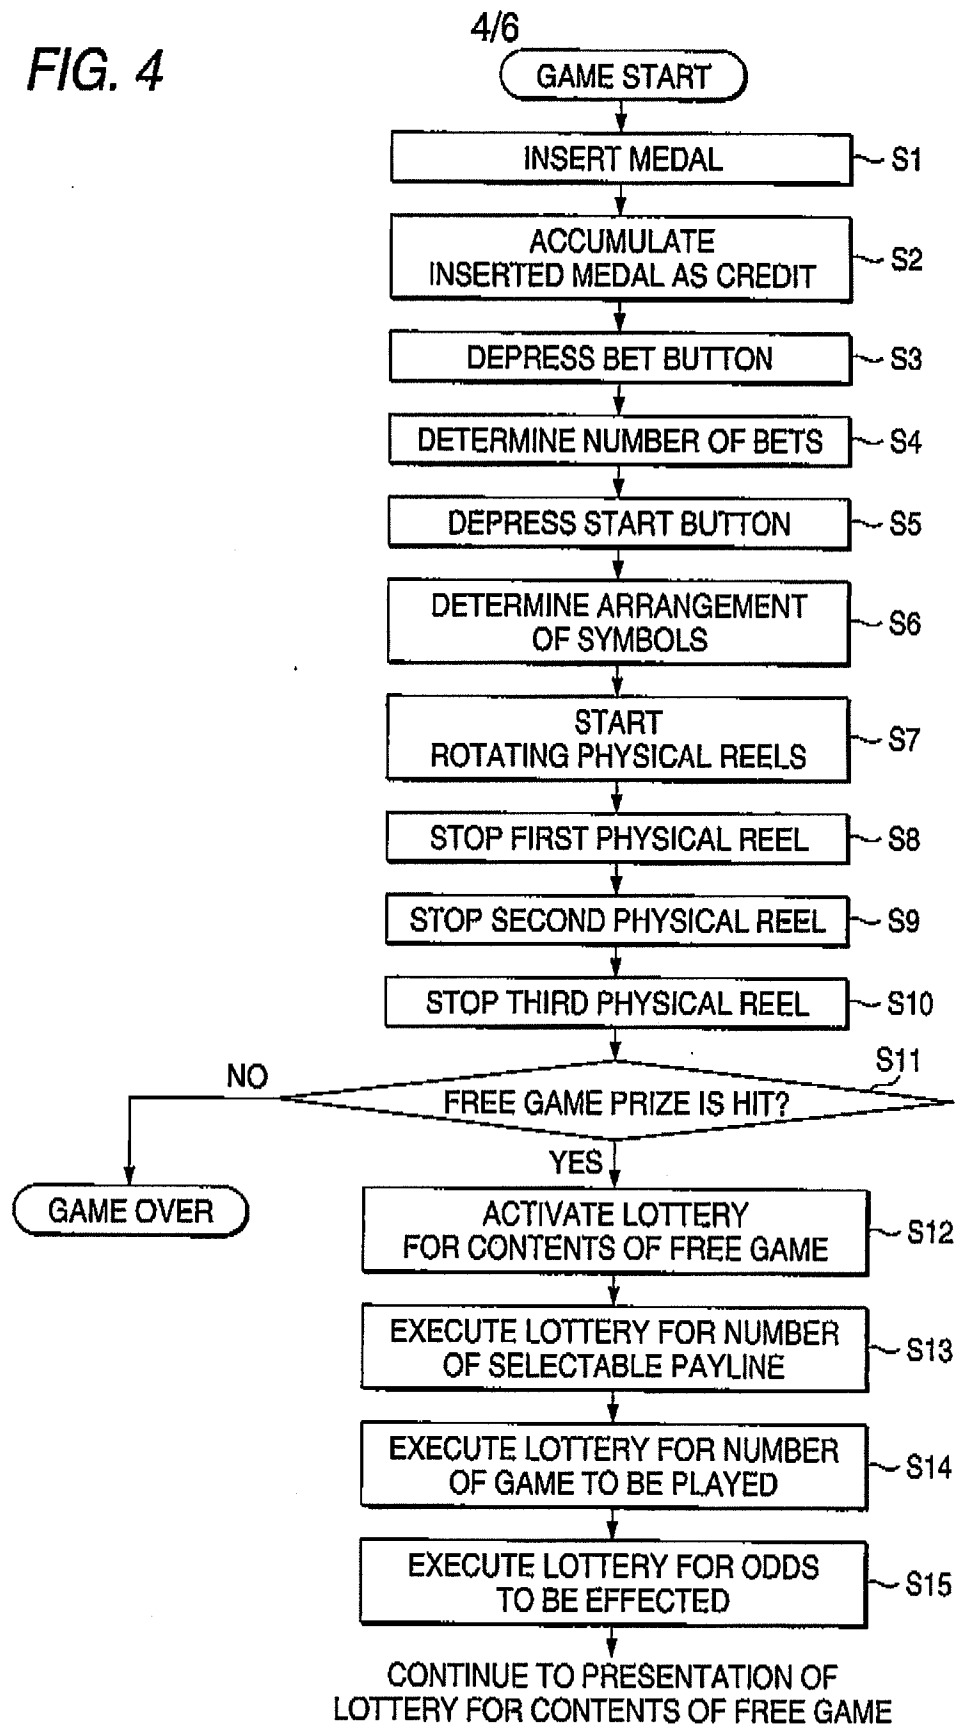 4/6
FIG. 4
GAME START
INSERT MEDAL
S1
ACCUMULATE
INSERTED MEDAL AS CREDIT
S2
DEPRESS BET BUTTON
S3
DETERMINE NUMBER OF BETS
S4
DEPRESS START BUTTON
S5
DETERMINE ARRANGEMENT
OF SYMBOLS
S6
START
ROTATING PHYSICAL REELS
S7
STOP FIRST PHYSICAL REEL
S8
STOP SECOND PHYSICAL REEL
S9
STOP THIRD PHYSICAL REEL
S10
S11
FREE GAME PRIZE IS HIT?
NO
YES
GAME OVER
ACTIVATE LOTTERY
FOR CONTENTS OF FREE GAME
S12
EXECUTE LOTTERY FOR NUMBER
OF SELECTABLE PAYLINE
S13
EXECUTE LOTTERY FOR NUMBER
OF GAME TO BE PLAYED
S14
EXECUTE LOTTERY FOR ODDS
TO BE EFFECTED
S15
CONTINUE TO PRESENTATION OF
LOTTERY FOR CONTENTS OF FREE GAME